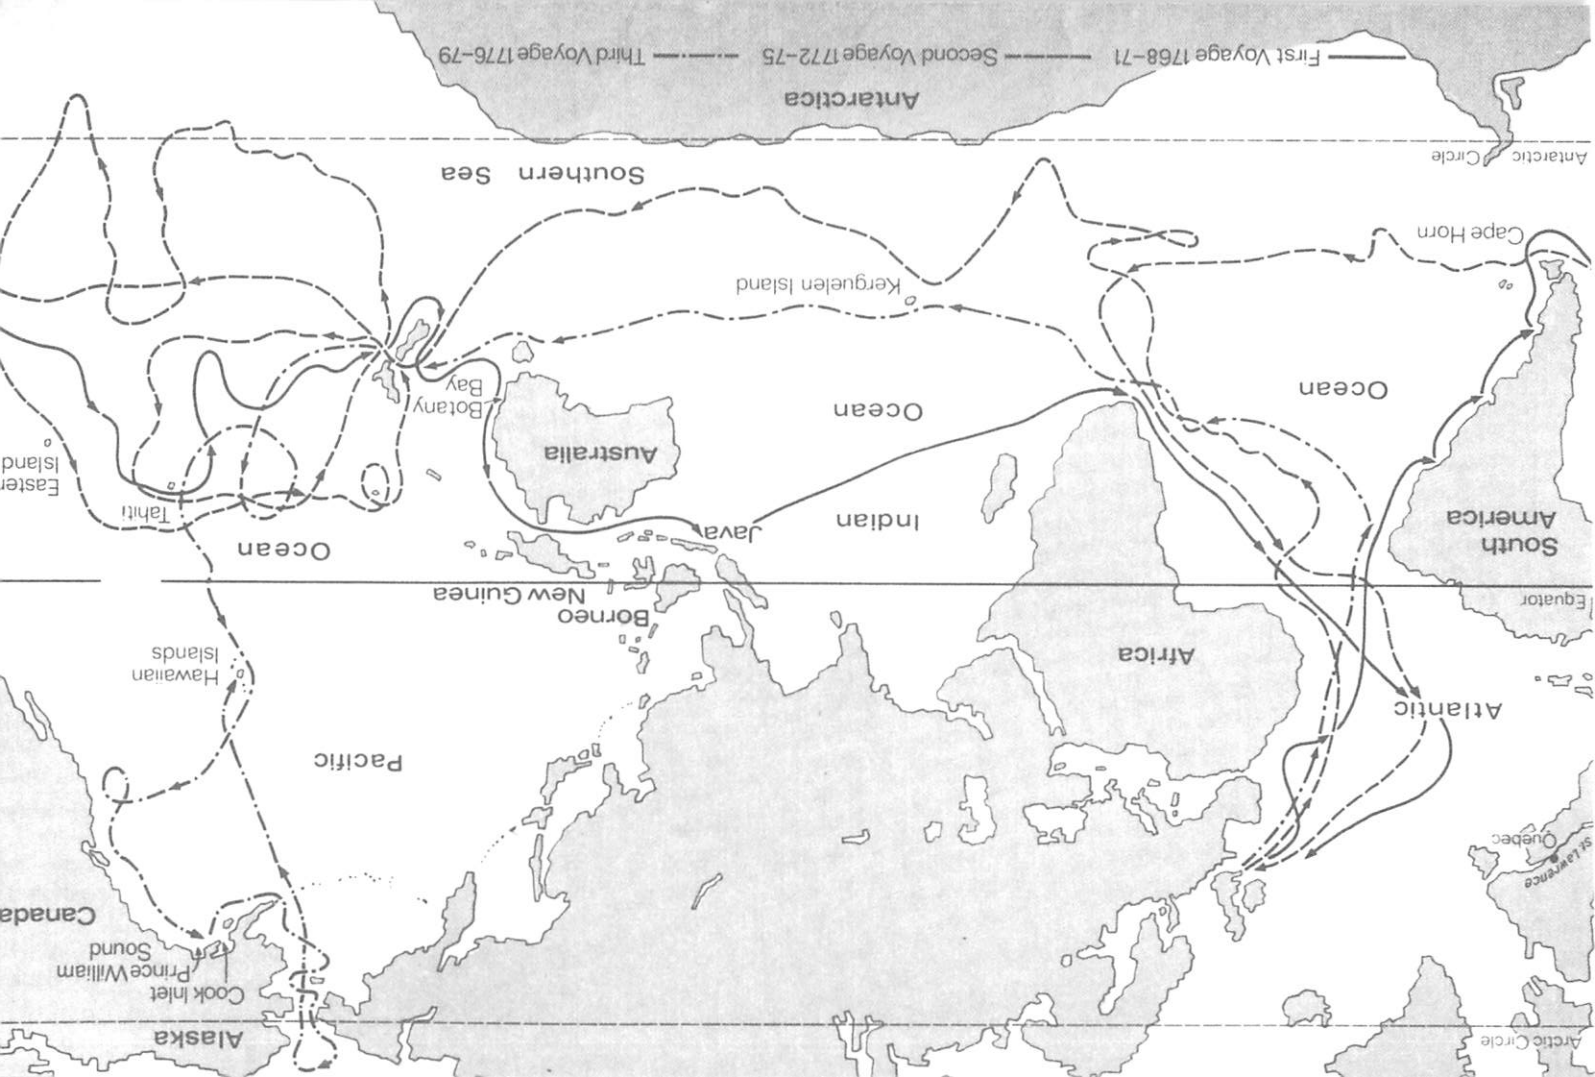 Arctic Circle
Alaska
Cook Inlet
Prince William
Sound
Canada
St Lawrence
Quebec
Pacific
Atlantic
Hawaiian
Islands
Africa
Borneo
New Guinea
Equator
South
America
Indian
Java
Ocean
Tahiti
Easter
Island
Australia
Botany
Bay
Ocean
Ocean
Kerguelen Island
Cape Horn
Southern Sea
Antarctic Circle
Antarctica
First Voyage 1768–71
Second Voyage 1772–75
Third Voyage 1776–79